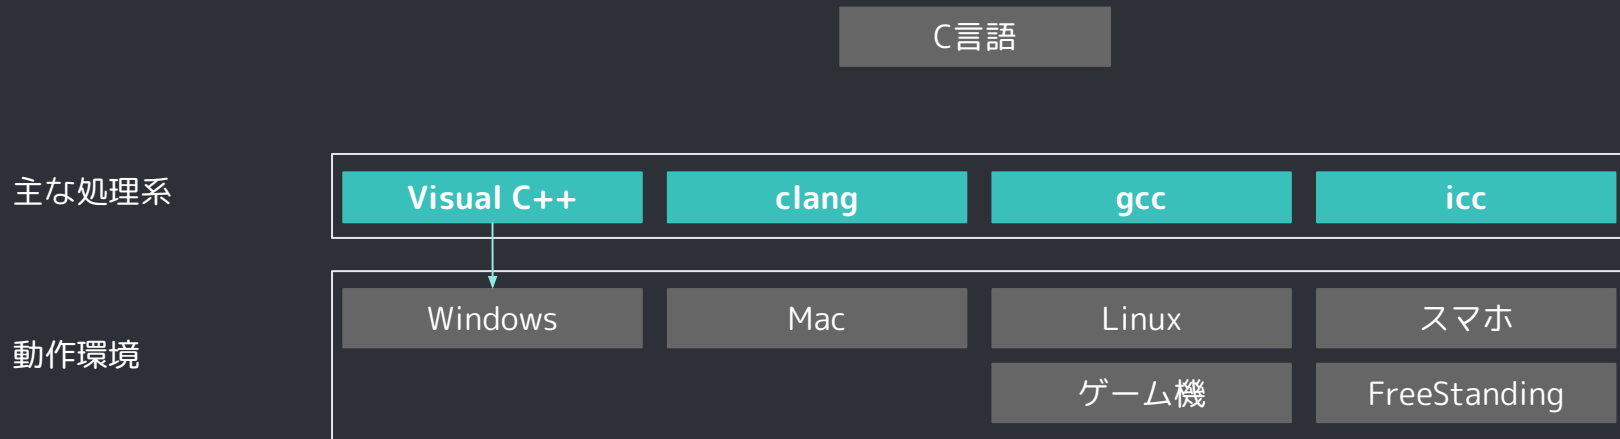 C言語
主な処理系
Visual C++
clang
gcc
icc
動作環境
Windows
Mac
Linux
スマホ
ゲーム機
FreeStanding